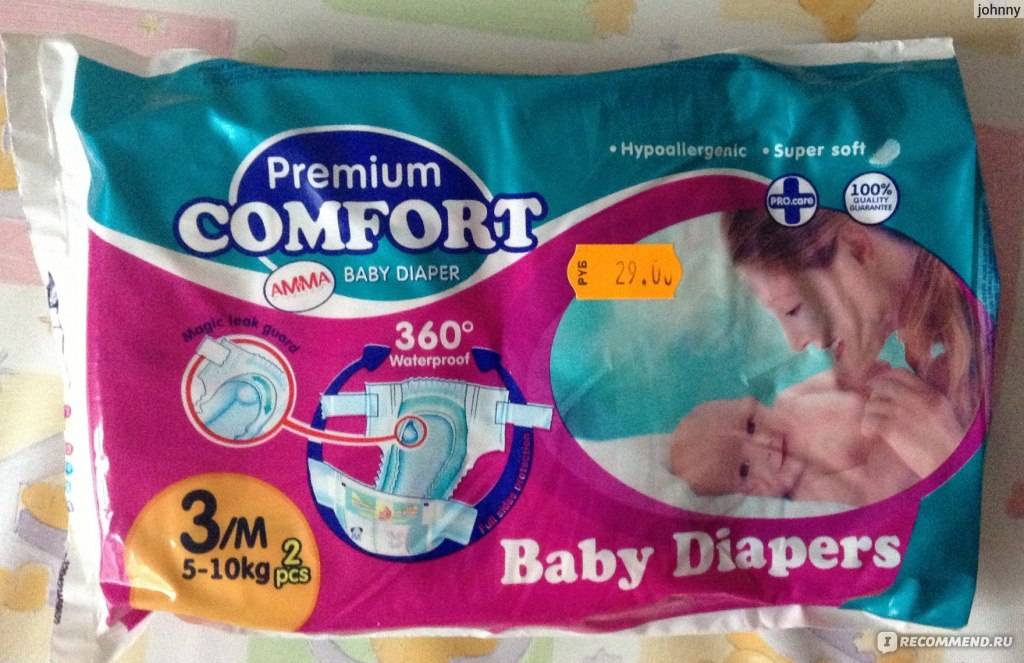 johnny
• Hypoallergenic • Super soft
Premium
COMFORT
AMMA
BABY DIAPER
PRO.care
100%
QUALITY
GUARANTEE
РУБ 29.00
Magic leak guard
360°
Waterproof
3/M
5-10kg
2
pcs
Baby Diapers
IRECOMMEND.RU